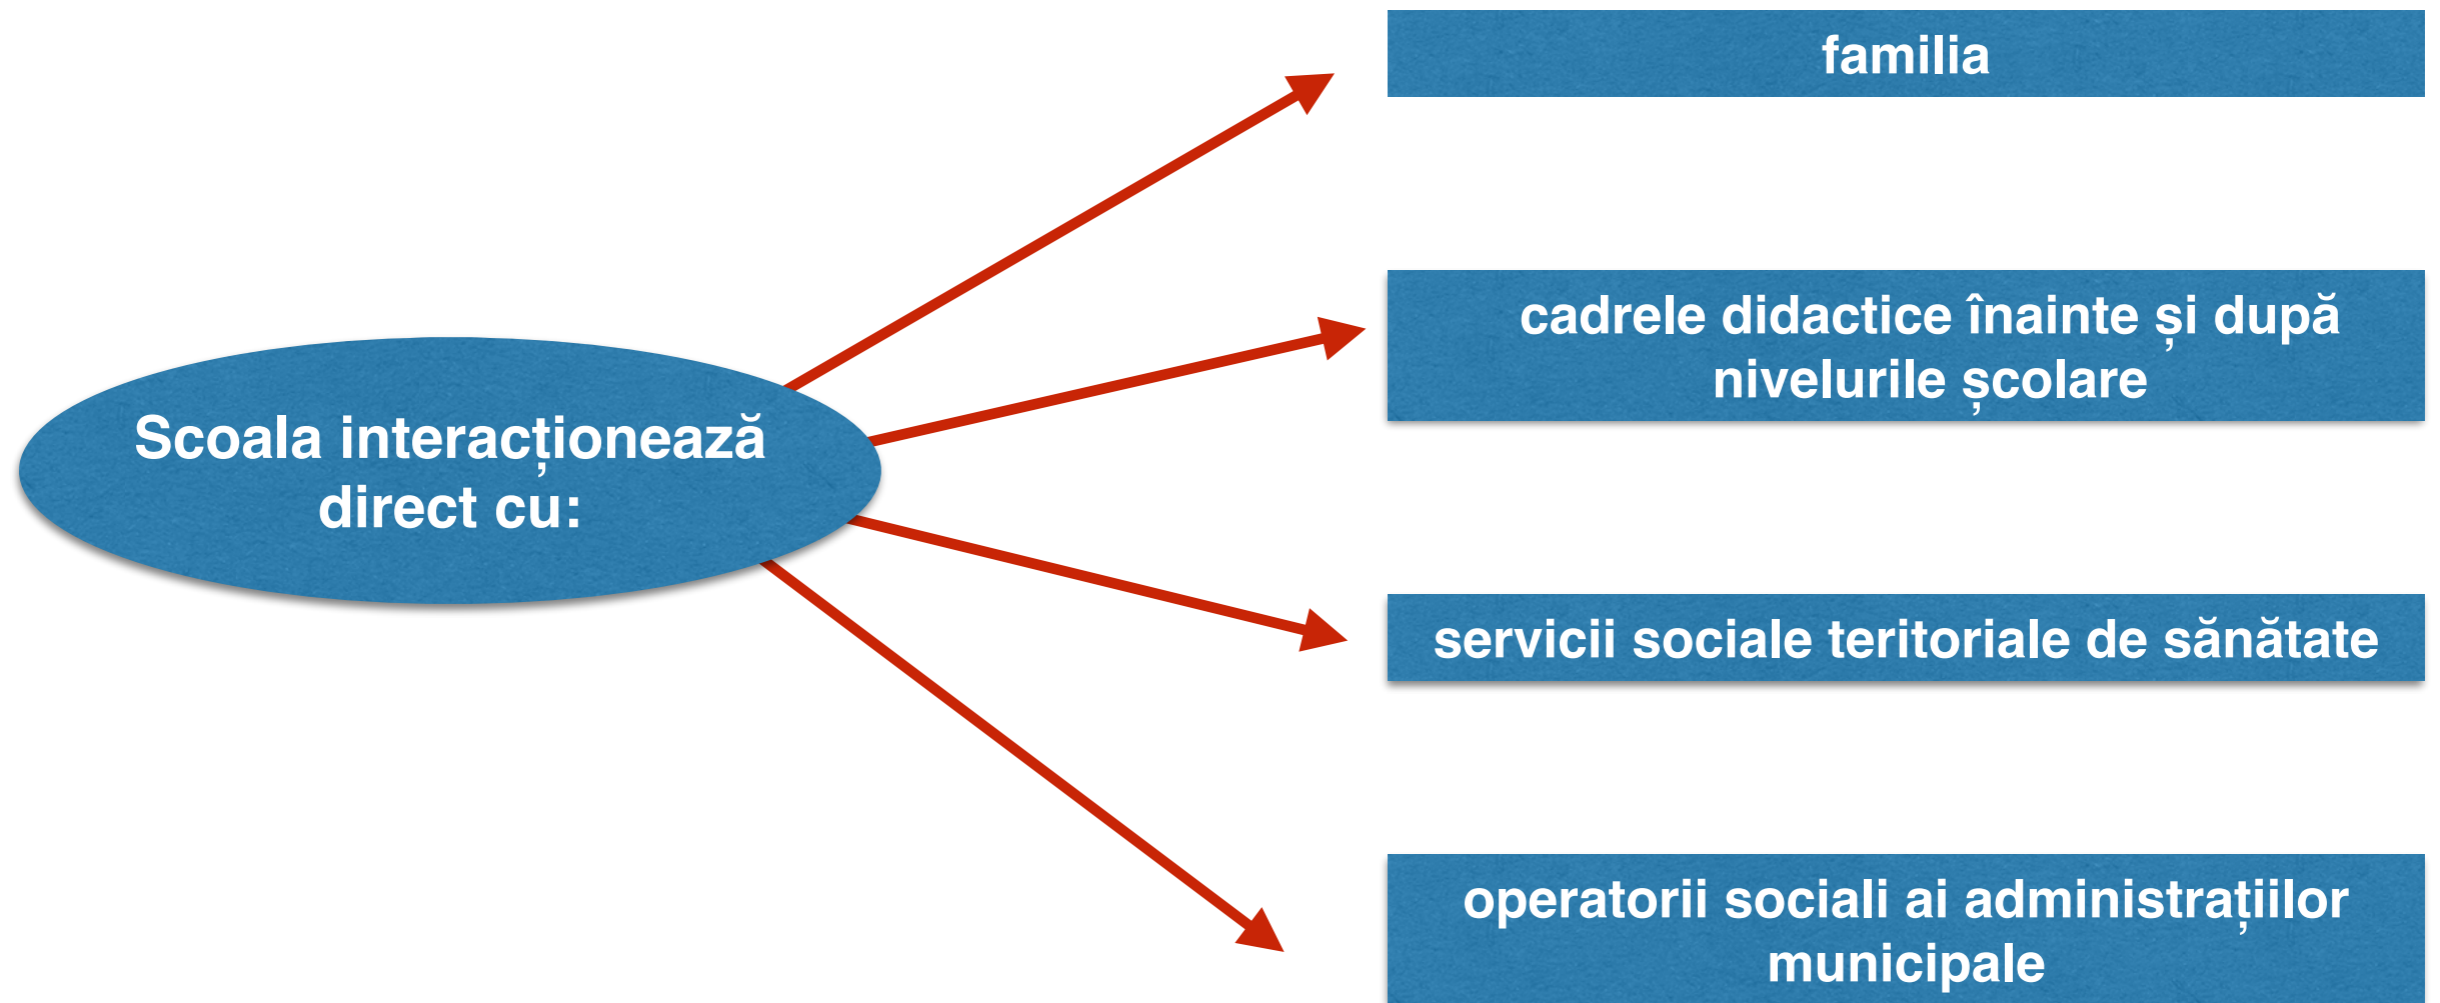 Scoala interacționează
direct cu:
familia
cadrele didactice înainte și după
nivelurile școlare
servicii sociale teritoriale de sănătate
operatorii sociali ai administrațiilor
municipale